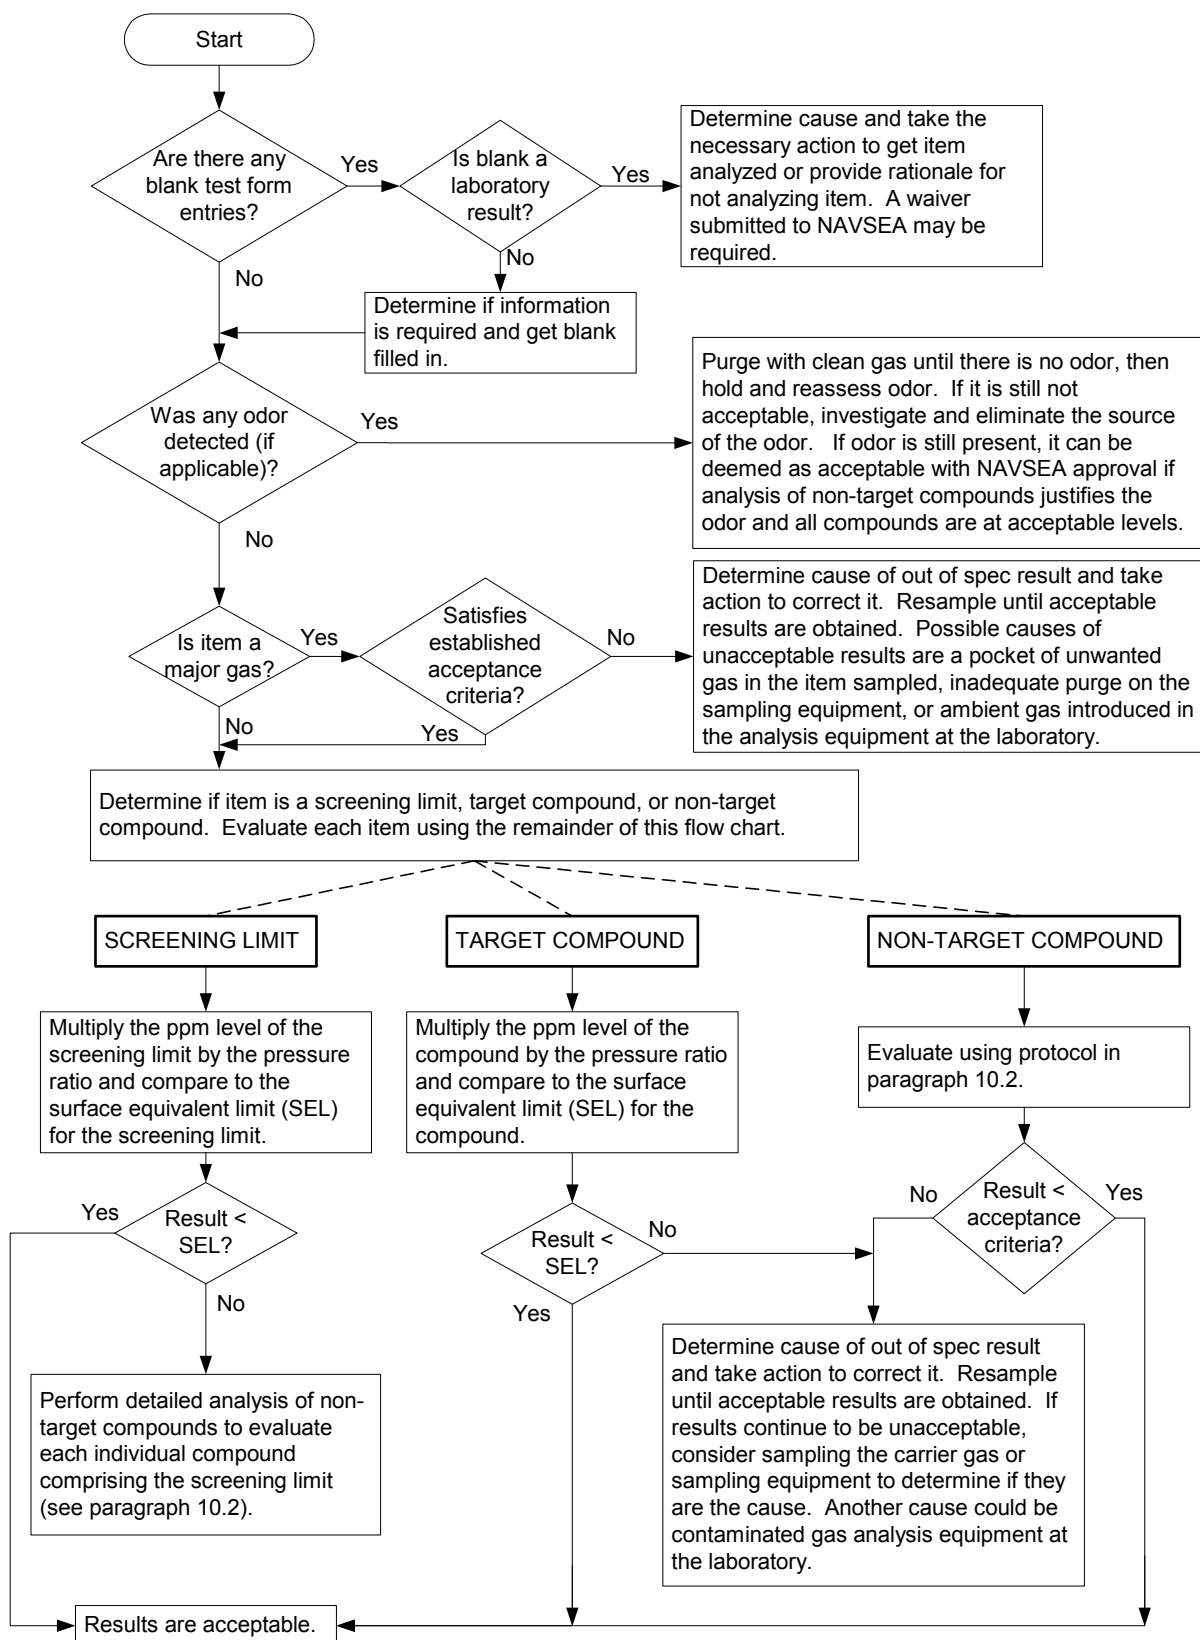 Start
Are there any
blank test form
entries?
Yes
Is blank a
laboratory
result?
Yes
Determine cause and take the
necessary action to get item
analyzed or provide rationale for
not analyzing item.  A waiver
submitted to NAVSEA may be
required.
No
No
Determine if information
is required and get blank
filled in.
Was any odor
detected (if
applicable)?
Yes
Purge with clean gas until there is no odor, then
hold and reassess odor.  If it is still not
acceptable, investigate and eliminate the source
of the odor.   If odor is still present, it can be
deemed as acceptable with NAVSEA approval if
analysis of non-target compounds justifies the
odor and all compounds are at acceptable levels.
No
Is item a
major gas?
Yes
Satisfies
established
acceptance
criteria?
No
Determine cause of out of spec result and take
action to correct it.  Resample until acceptable
results are obtained.  Possible causes of
unacceptable results are a pocket of unwanted
gas in the item sampled, inadequate purge on the
sampling equipment, or ambient gas introduced in
the analysis equipment at the laboratory.
No
Yes
Determine if item is a screening limit, target compound, or non-target
compound.  Evaluate each item using the remainder of this flow chart.
SCREENING LIMIT
TARGET COMPOUND
NON-TARGET COMPOUND
Multiply the ppm level of the
screening limit by the pressure
ratio and compare to the
surface equivalent limit (SEL)
for the screening limit.
Multiply the ppm level of the
compound by the pressure ratio
and compare to the surface
equivalent limit (SEL) for the
compound.
Evaluate using protocol in
paragraph 10.2.
Yes
Result <
SEL?
No
Result <
SEL?
No
Yes
No
Result <
acceptance
criteria?
Yes
Perform detailed analysis of non-
target compounds to evaluate
each individual compound
comprising the screening limit
(see paragraph 10.2).
Determine cause of out of spec result
and take action to correct it.  Resample
until acceptable results are obtained.  If
results continue to be unacceptable,
consider sampling the carrier gas or
sampling equipment to determine if they
are the cause.  Another cause could be
contaminated gas analysis equipment at
the laboratory.
Results are acceptable.